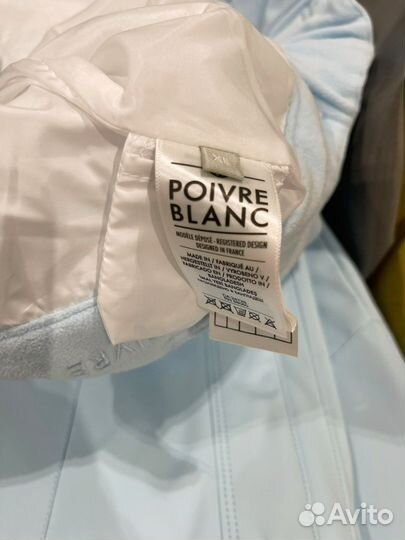 XL
POIVRE
BLANC
MODÈLE DÉPOSÉ - REGISTERED DESIGN
DESIGNED IN FRANCE
MADE IN / FABRIQUÉ AU /
HERGESTELLT IN / VYROBENO V /
FABRICADO EN / PRODOTTO IN /
BANGLADESH
Avito